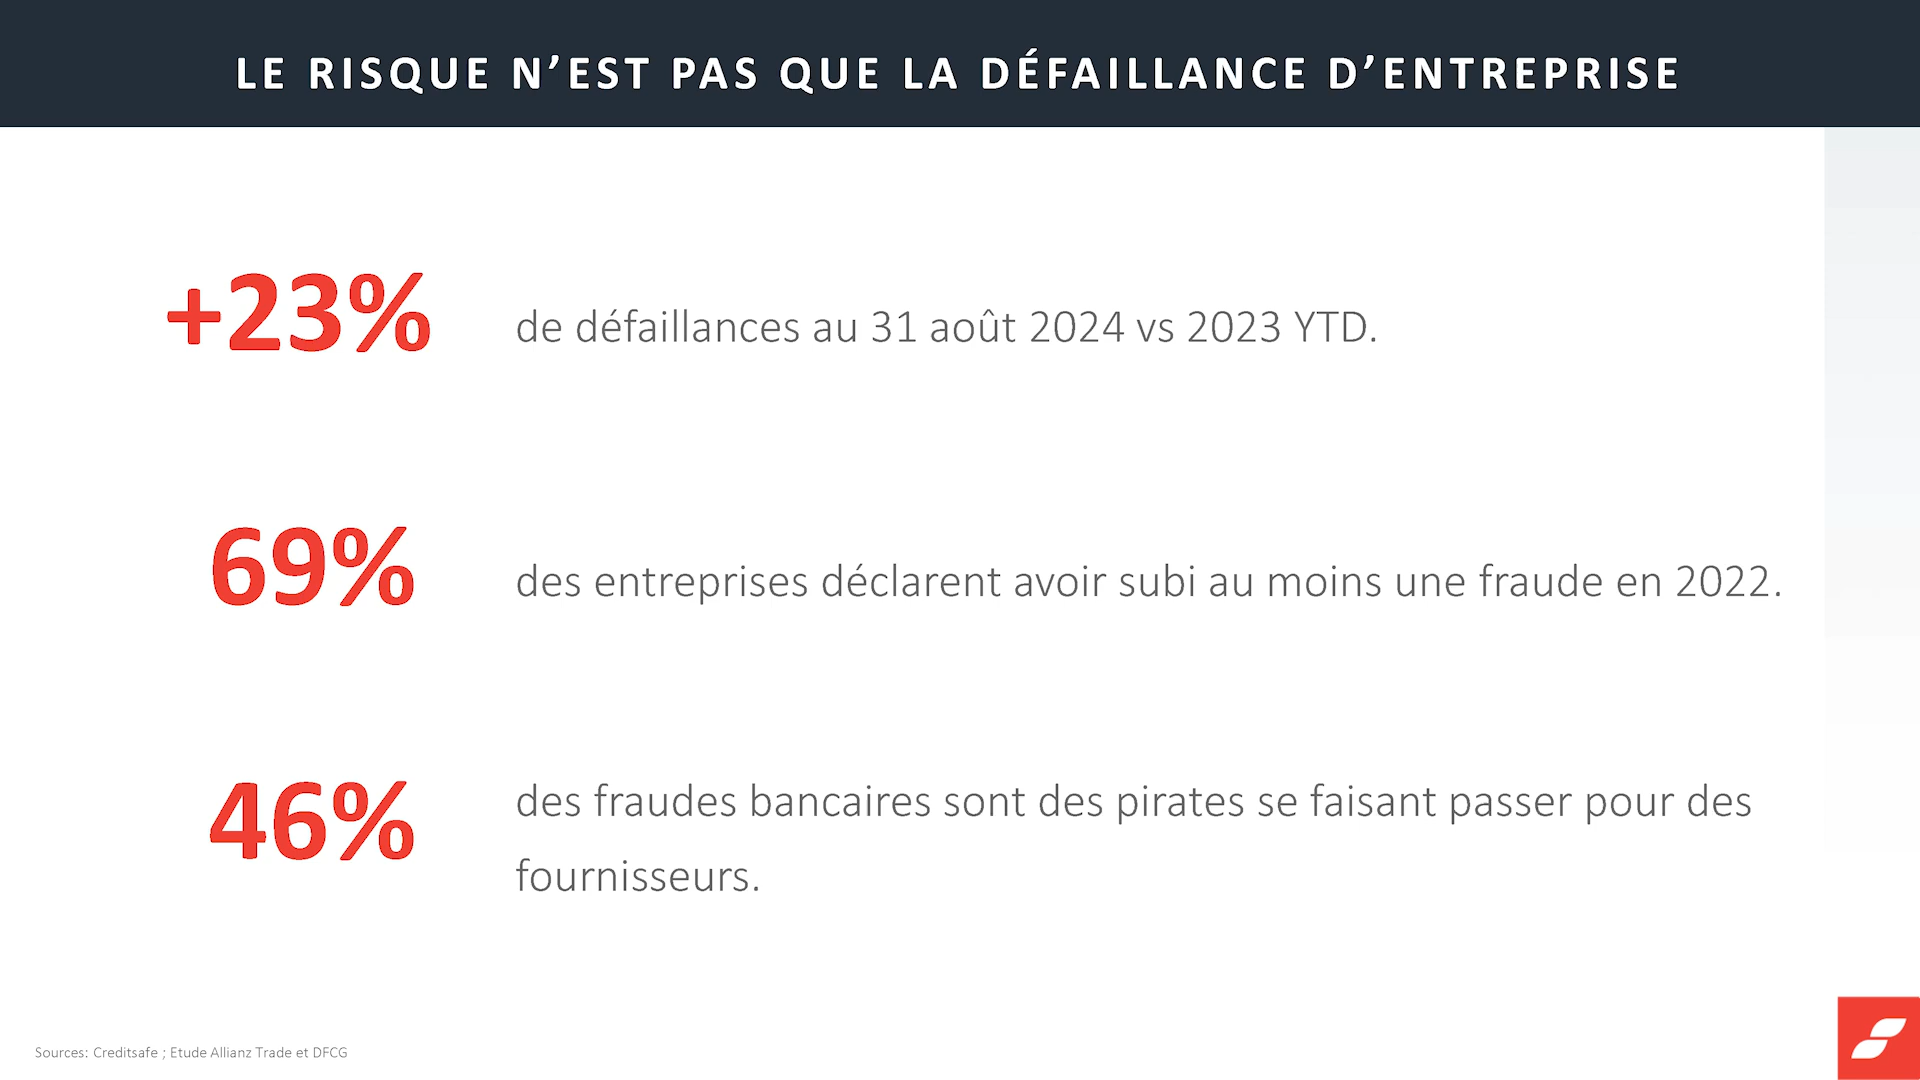 LE RISQUE N’EST PAS QUE LA DÉFAILLANCE D’ENTREPRISE
+23%
de défaillances au 31 août 2024 vs 2023 YTD.
69%
des entreprises déclarent avoir subi au moins une fraude en 2022.
46%
des fraudes bancaires sont des pirates se faisant passer pour des
fournisseurs.
Sources: Creditsafe ; Etude Allianz Trade et DFCG